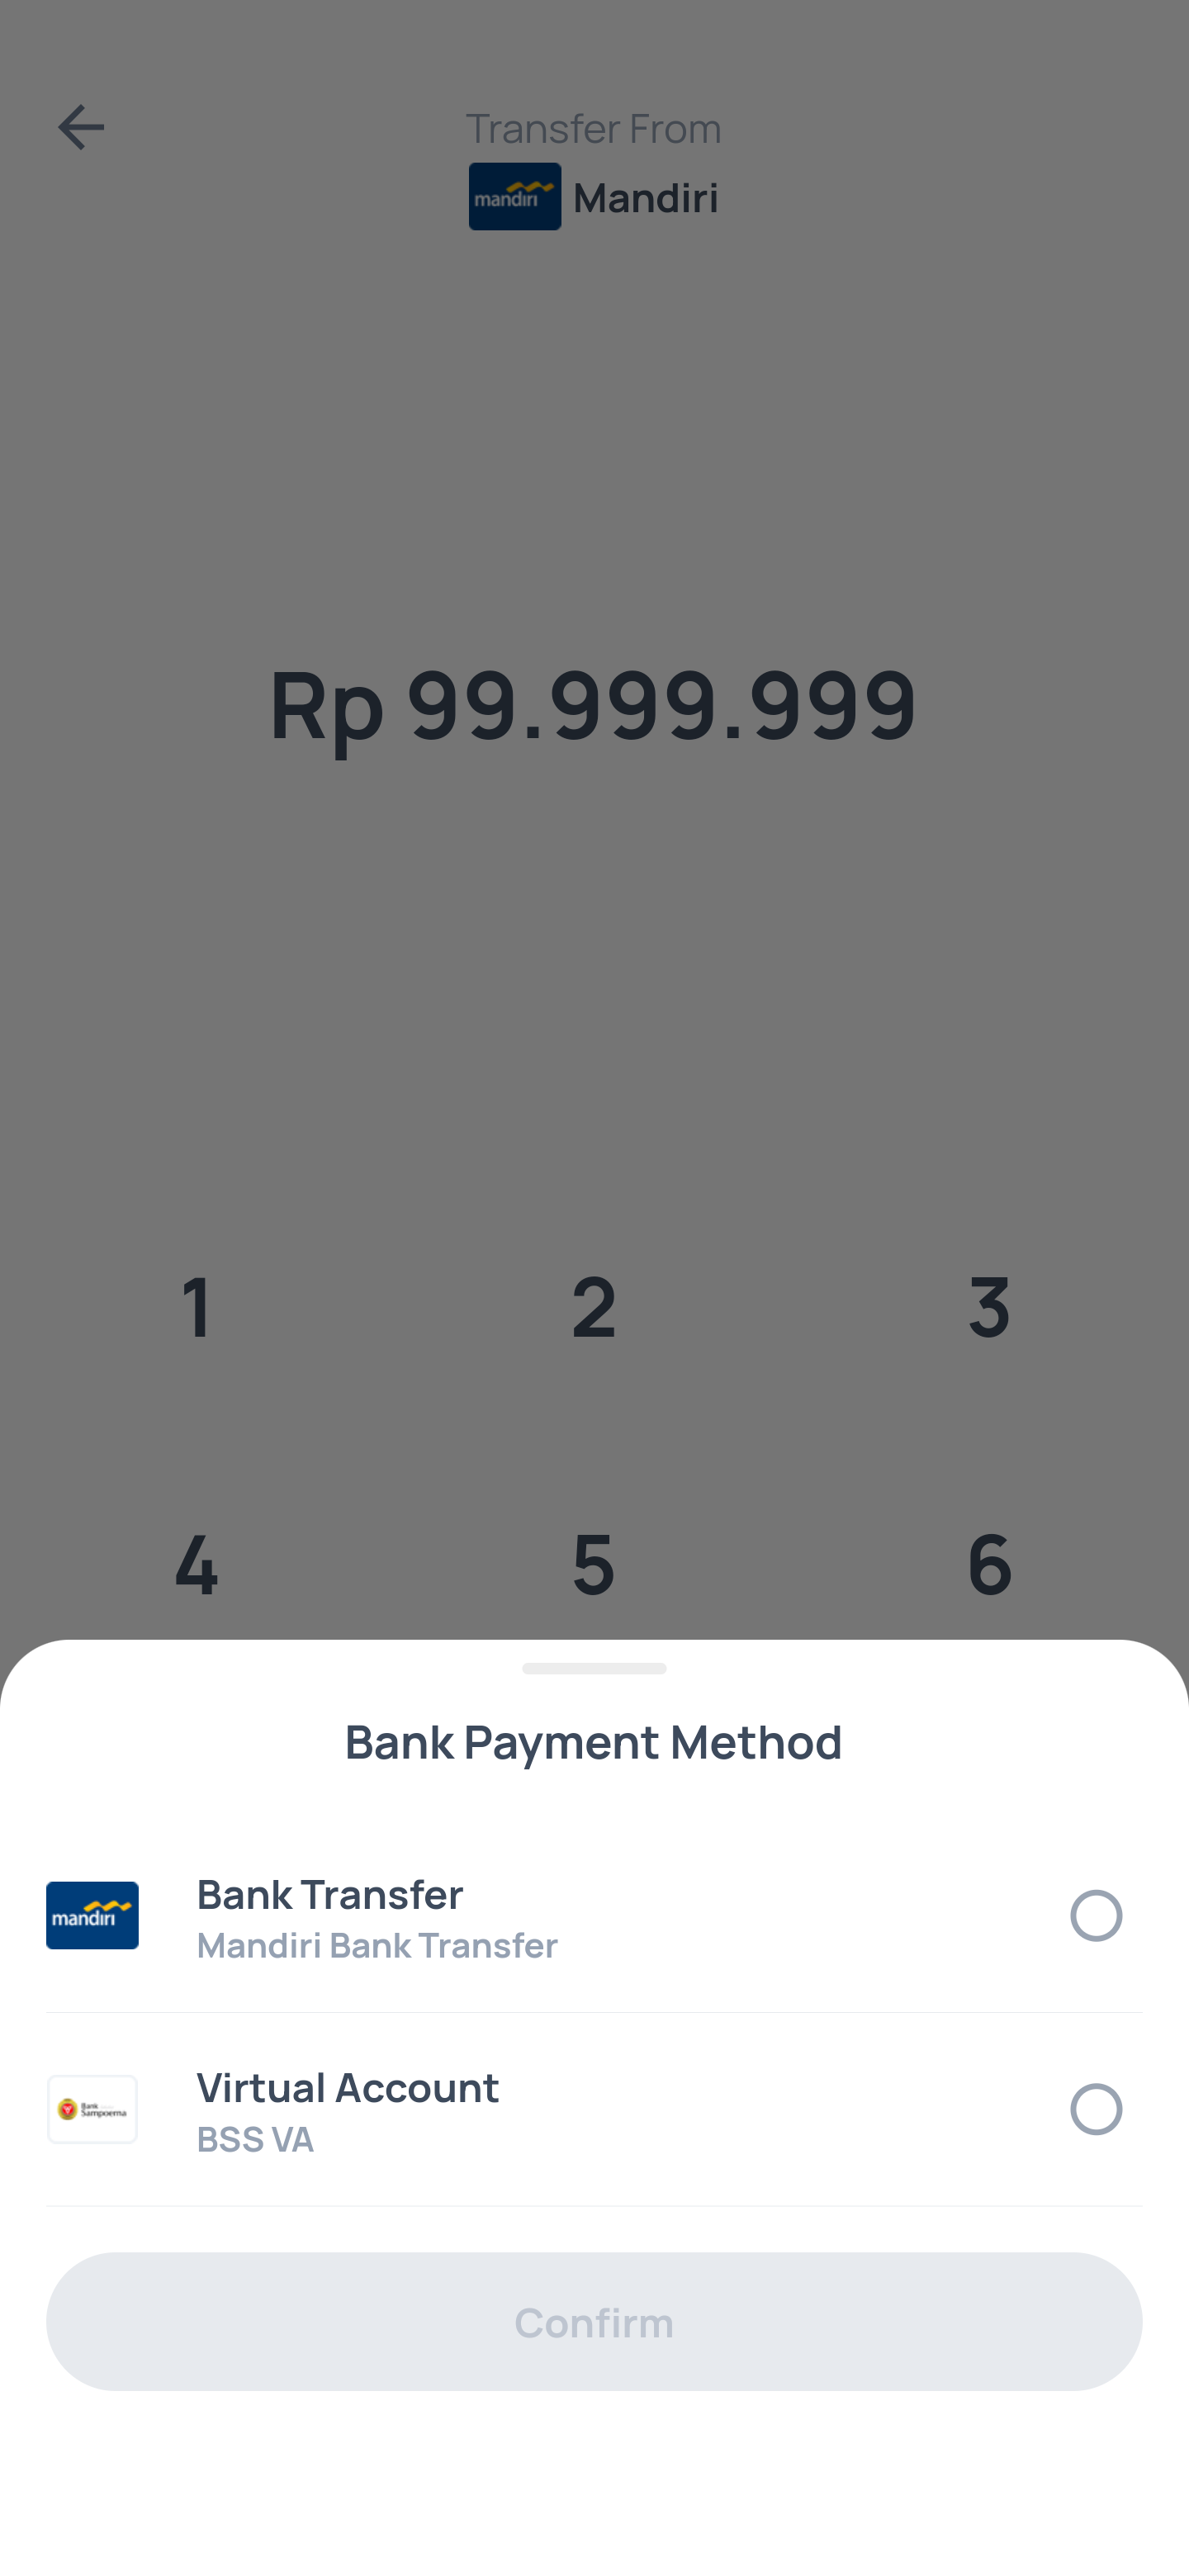 Transfer From
mandiri Mandiri
Rp 99.999.999
1 2 3
4 5 6
Bank Payment Method
mandiri
Bank Transfer
Mandiri Bank Transfer
Bank
Sampoerna
Virtual Account
BSS VA
Confirm